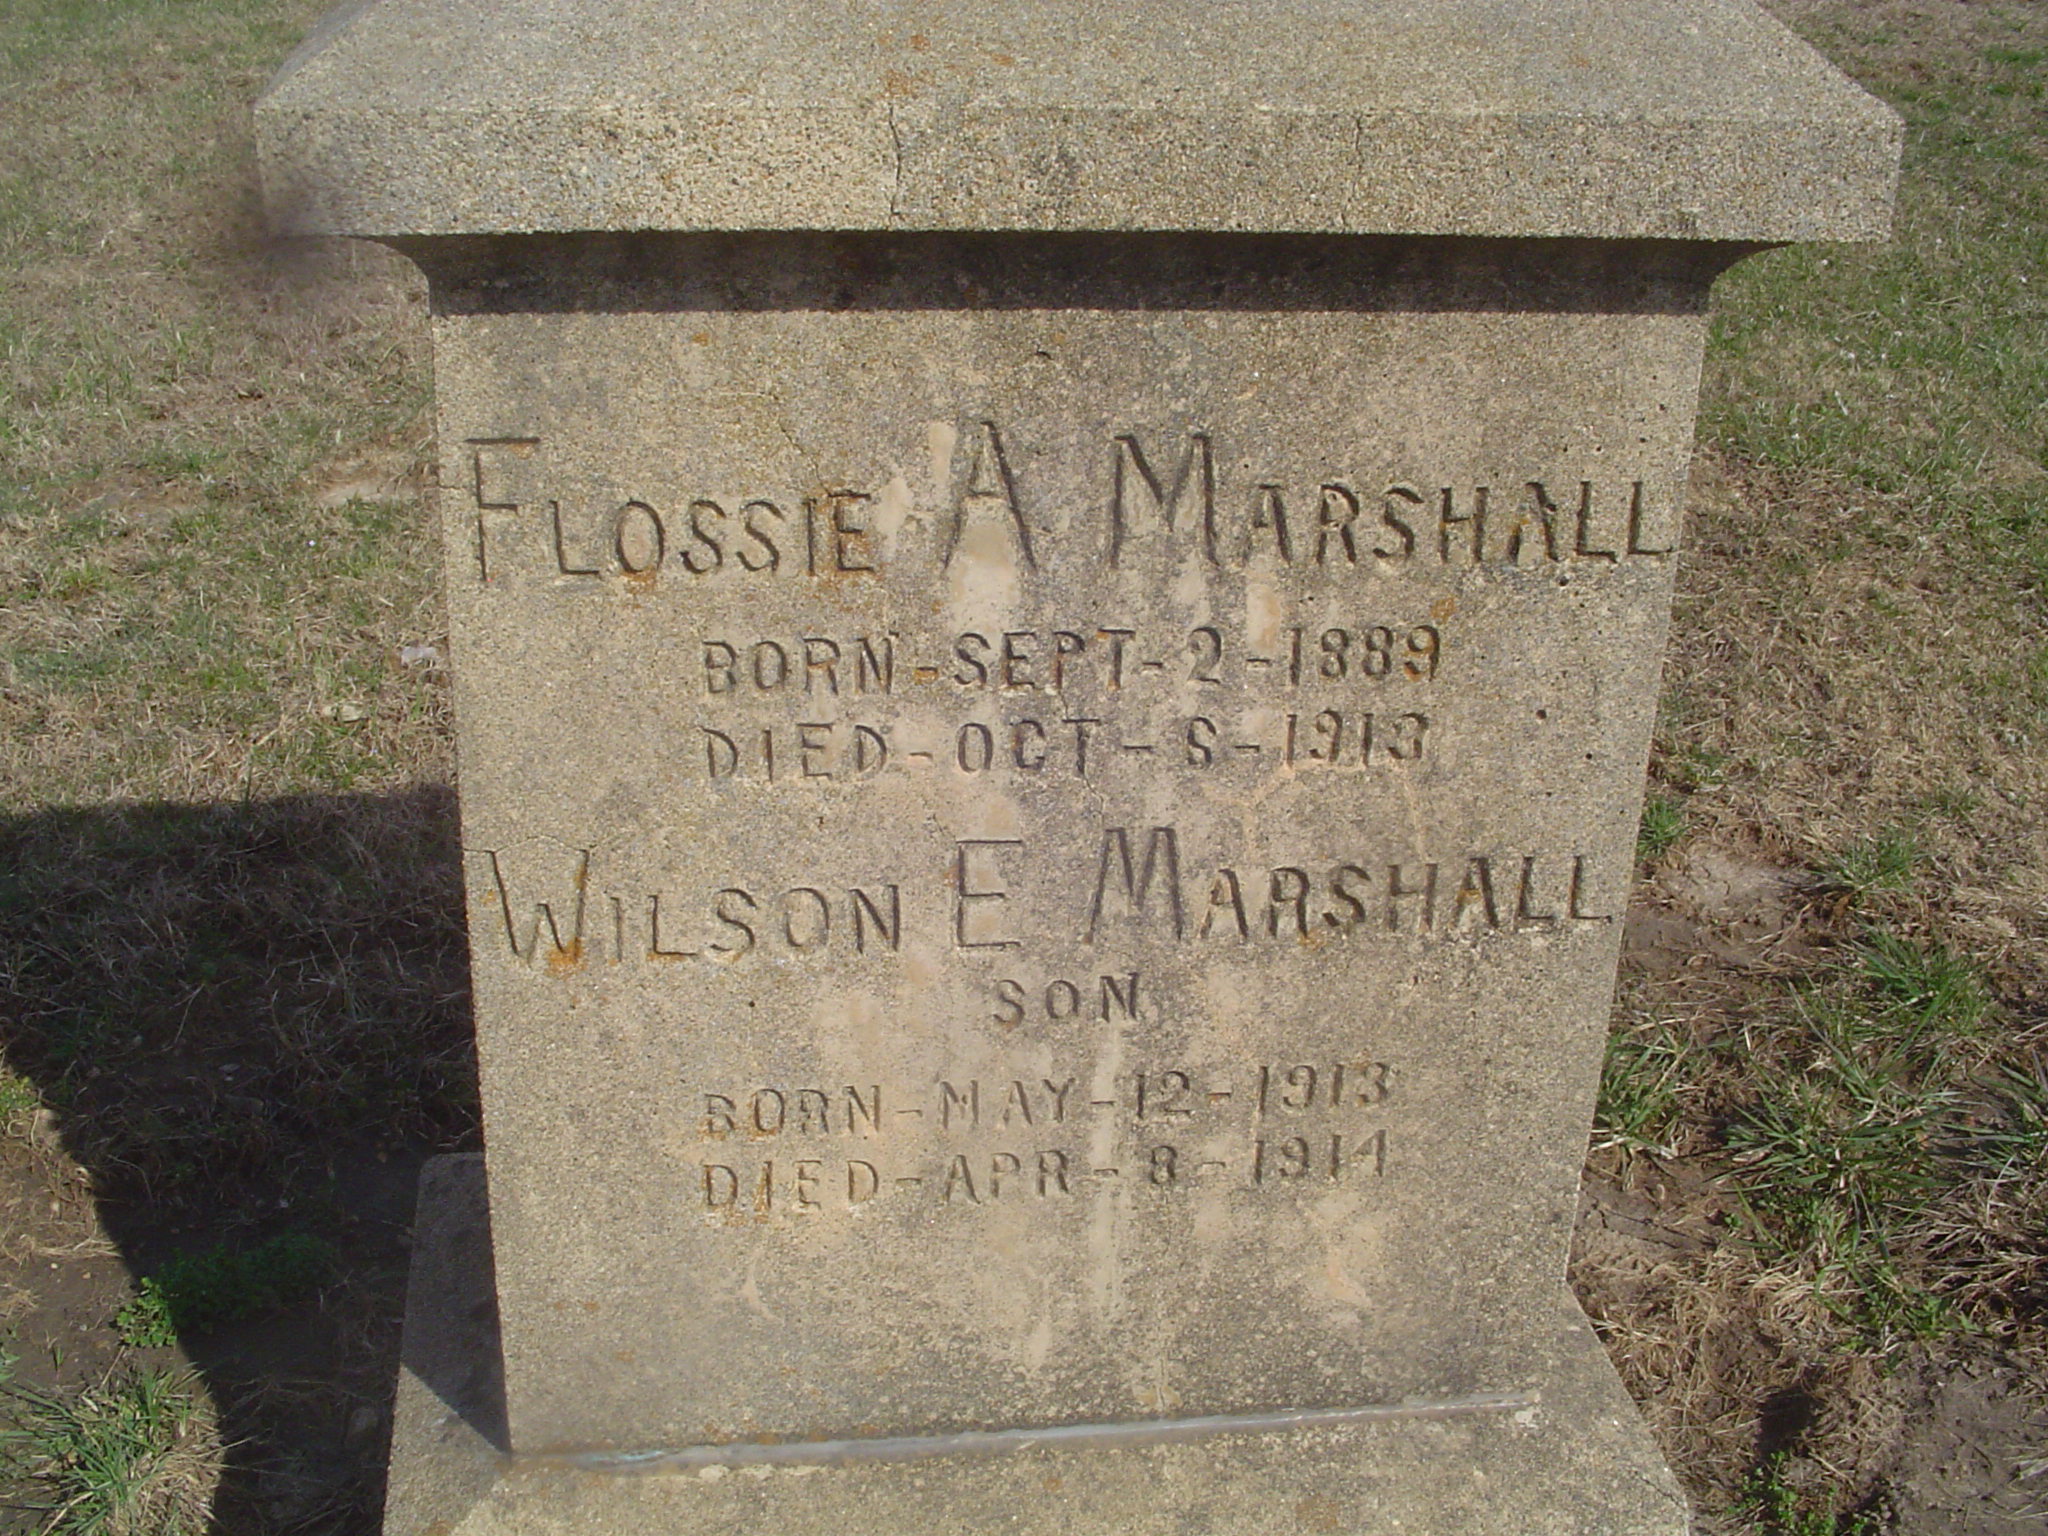 FLOSSIE A MARSHALL
BORN-SEPT-2-1889
DIED-OCT-8-1913
WILSON E MARSHALL
SON
BORN-MAY-12-1913
DIED-APR-8-1914